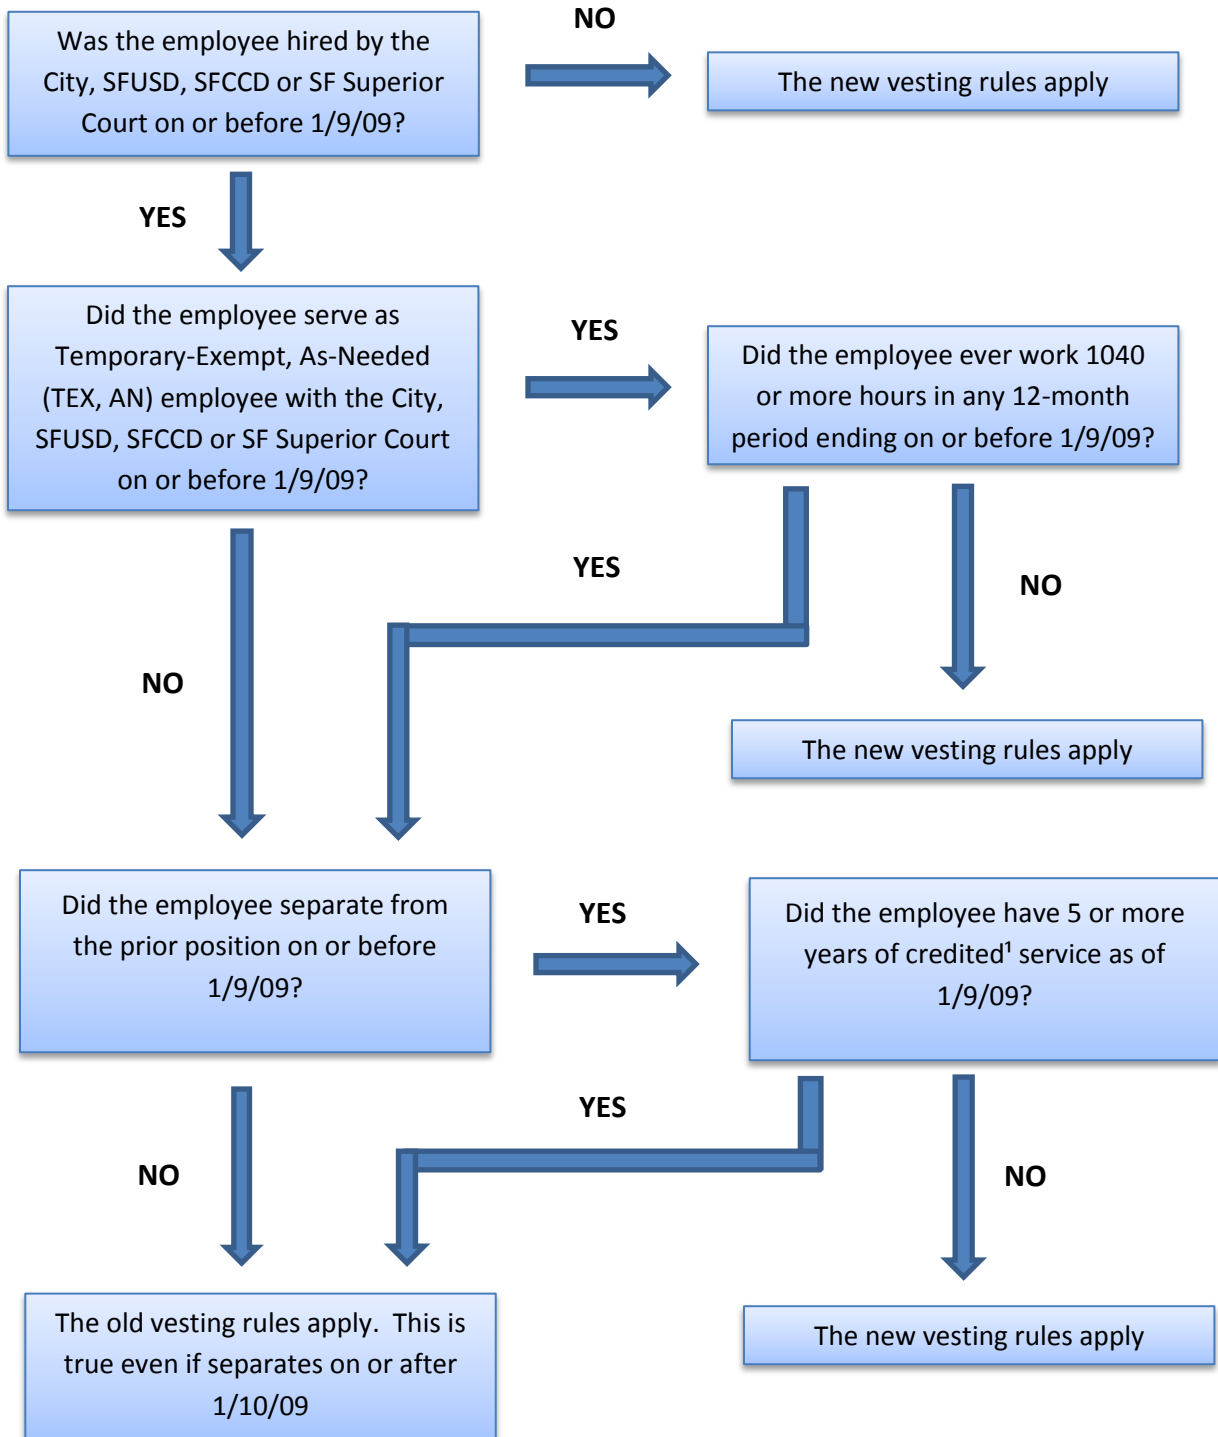 NO
Was the employee hired by the
City, SFUSD, SFCCD or SF Superior
Court on or before 1/9/09?
The new vesting rules apply
YES
Did the employee serve as
Temporary-Exempt, As-Needed
(TEX, AN) employee with the City,
SFUSD, SFCCD or SF Superior Court
on or before 1/9/09?
YES
Did the employee ever work 1040
or more hours in any 12-month
period ending on or before 1/9/09?
YES
NO
NO
The new vesting rules apply
Did the employee separate from
the prior position on or before
1/9/09?
YES
Did the employee have 5 or more
years of credited¹ service as of
1/9/09?
YES
NO
NO
The old vesting rules apply.  This is
true even if separates on or after
1/10/09
The new vesting rules apply